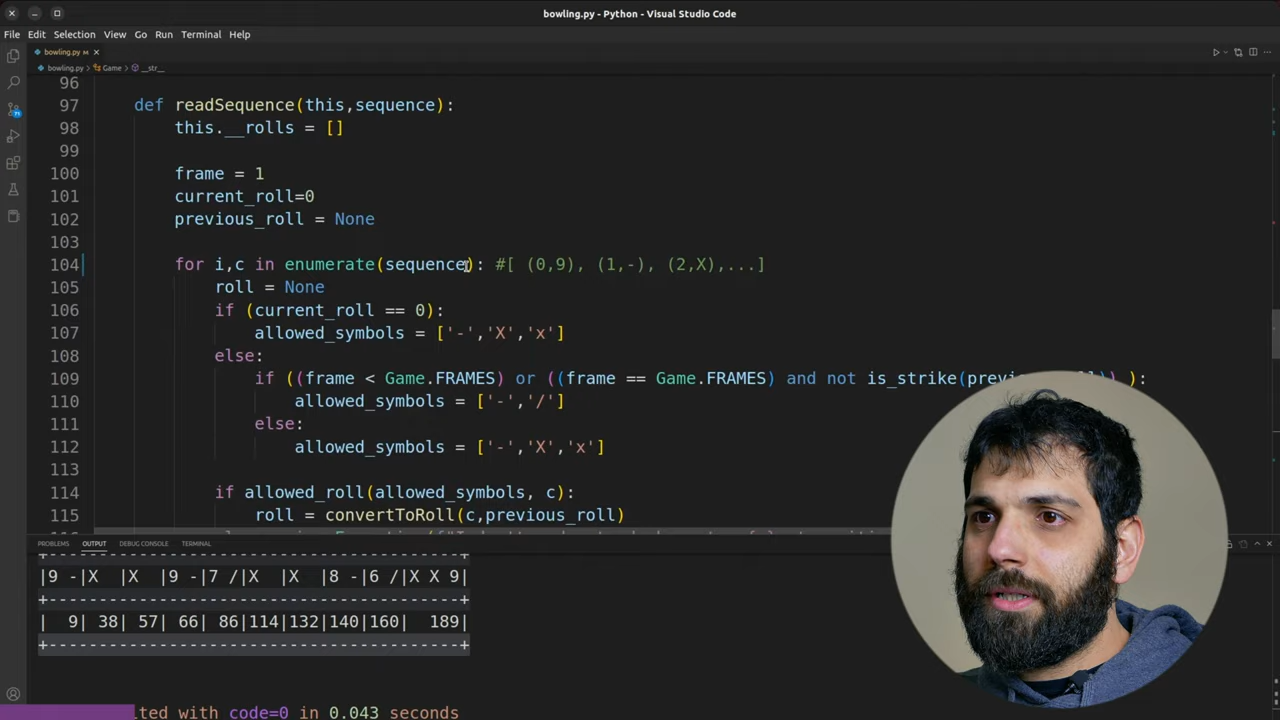 bowling.py - Python - Visual Studio Code
File Edit Selection View Go Run Terminal Help
bowling.py M
bowling.py > Game > __str__
96
97 def readSequence(this,sequence):
98 this.__rolls = []
99
100 frame = 1
101 current_roll=0
102 previous_roll = None
103
104 for i,c in enumerate(sequence): #[ (0,9), (1,-), (2,X),...]
105 roll = None
106 if (current_roll == 0):
107 allowed_symbols = ['-','X','x']
108 else:
109 if ((frame < Game.FRAMES) or ((frame == Game.FRAMES) and not is_strike( ):
110 allowed_symbols = ['-','/']
111 else:
112 allowed_symbols = ['-','X','x']
113
114 if allowed_roll(allowed_symbols, c):
115 roll = convertToRoll(c,previous_roll)
PROBLEMS OUTPUT DEBUG CONSOLE TERMINAL
|9 -|X |X |9 -|7 /|X |X |8 -|6 /|X X 9|
+--------------------------------------------------+
| 9| 38| 57| 66| 86|114|132|140|160| 189|
+--------------------------------------------------+
with code=0 in 0.043 seconds